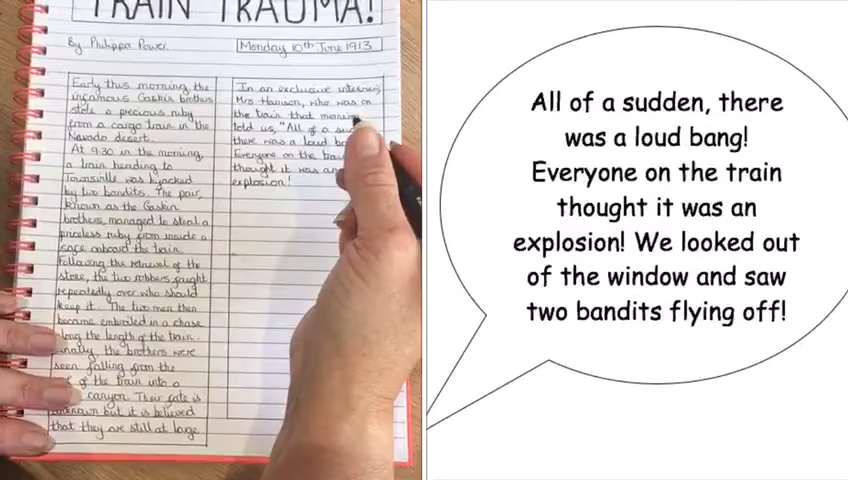 TRAIN TRAUMA!
By Philippa Power
Monday 10th June 1913
Early this morning, the
infamous Gaskin brothers
stole a precious ruby
from a cargo train in the
Navado desert.
At 9:30 in the morning,
a train heading to
Townsville was hijacked
by two bandits. The pair,
known as the Gaskin
brothers, managed to steal a
priceless ruby from inside a
cage onboard the train.
Following the retrieval of the
stone, the two robbers fought
repeatedly over who should
keep it. The two men then
became embroiled in a chase
along the length of the train.
the brothers were
seen falling from the
of the train into a
canyon. Their fate is
unknown but it is believed
that they are still at large.
In an exclusive interview,
Mrs Hanson, who was on
the train that morning
told us, "All of a
there was a loud
Everyone on the
thought it was an
explosion!
All of a sudden, there
was a loud bang!
Everyone on the train
thought it was an
explosion! We looked out
of the window and saw
two bandits flying off!